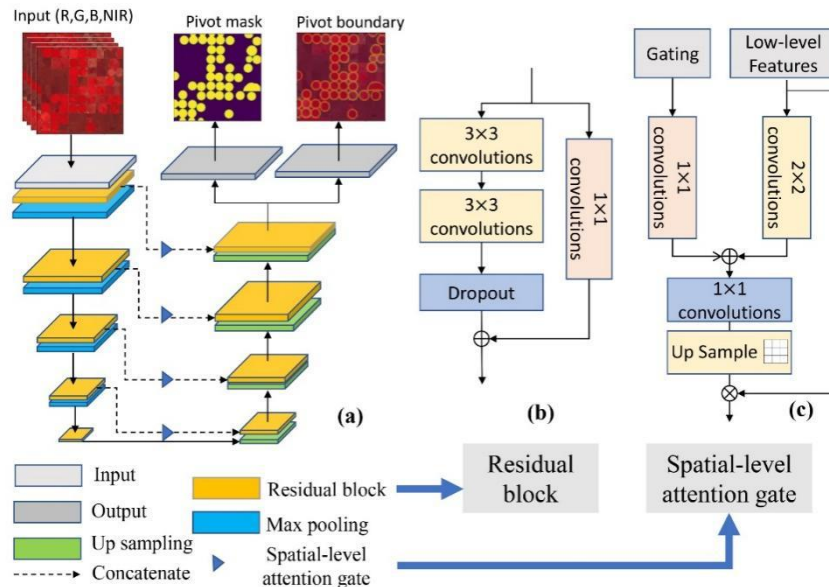 Input (R,G,B,NIR)
Pivot mask
Pivot boundary
(a)
3×3
convolutions
3×3
convolutions
Dropout
1×1
convolutions
(b)
Gating
Low-level
Features
1×1
convolutions
2×2
convolutions
1×1
convolutions
Up Sample
(c)
Input
Output
Up sampling
Concatenate
Residual block
Max pooling
Spatial-level
attention gate
Residual
block
Spatial-level
attention gate